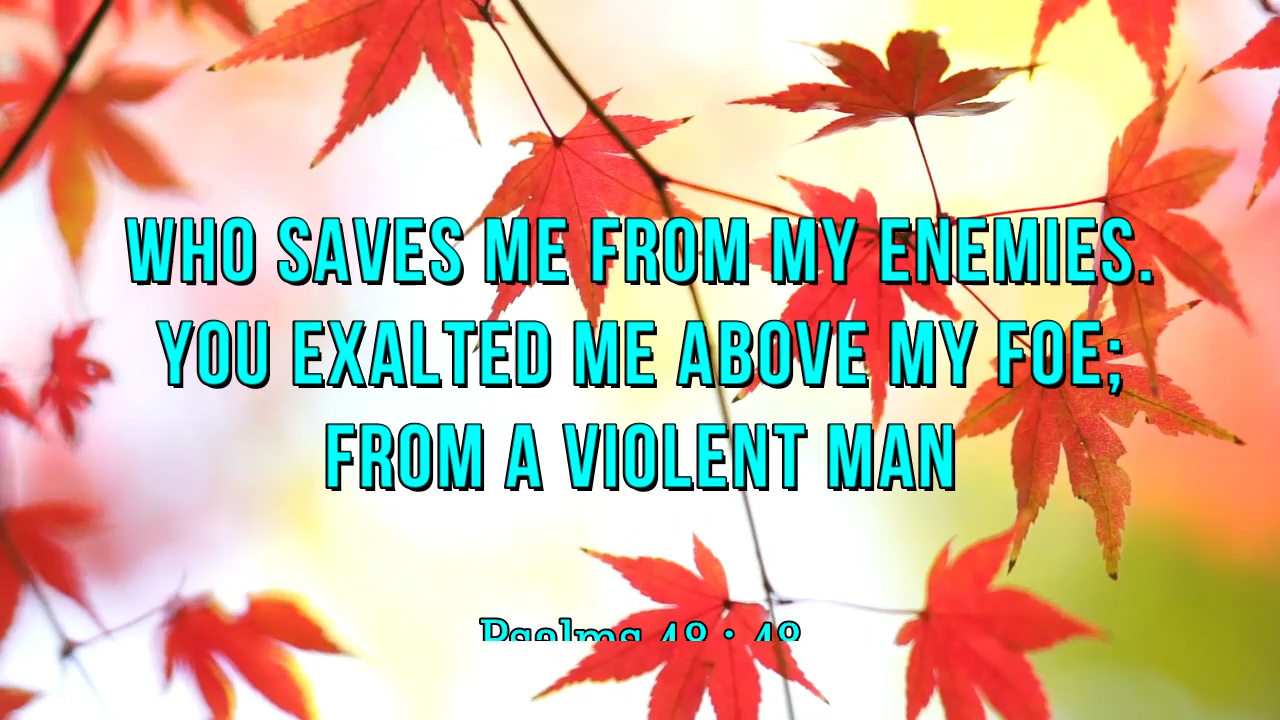 WHO SAVES ME FROM MY ENEMIES.
YOU EXALTED ME ABOVE MY FOE;
FROM A VIOLENT MAN
Psalms